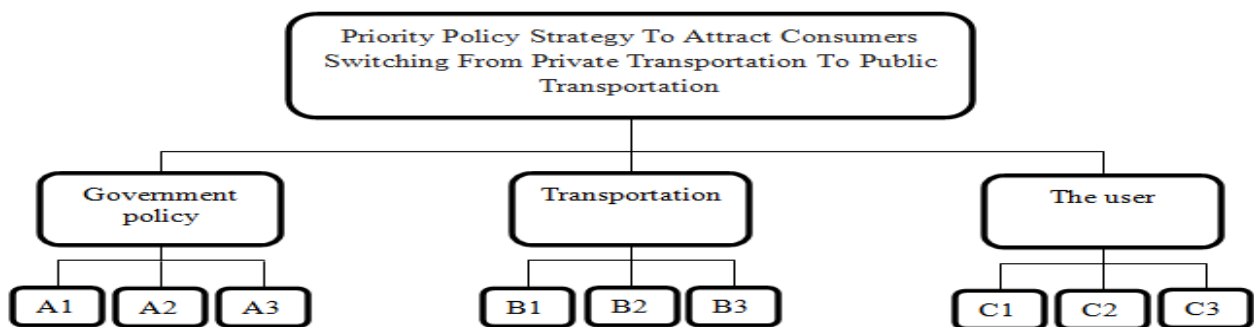 Priority Policy Strategy To Attract Consumers
Switching From Private Transportation To Public
Transportation
Government
policy
Transportation
The user
A1
A2
A3
B1
B2
B3
C1
C2
C3